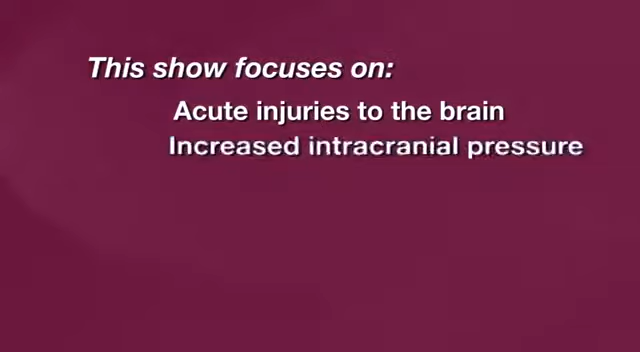 This show focuses on:
Acute injuries to the brain
Increased intracranial pressure